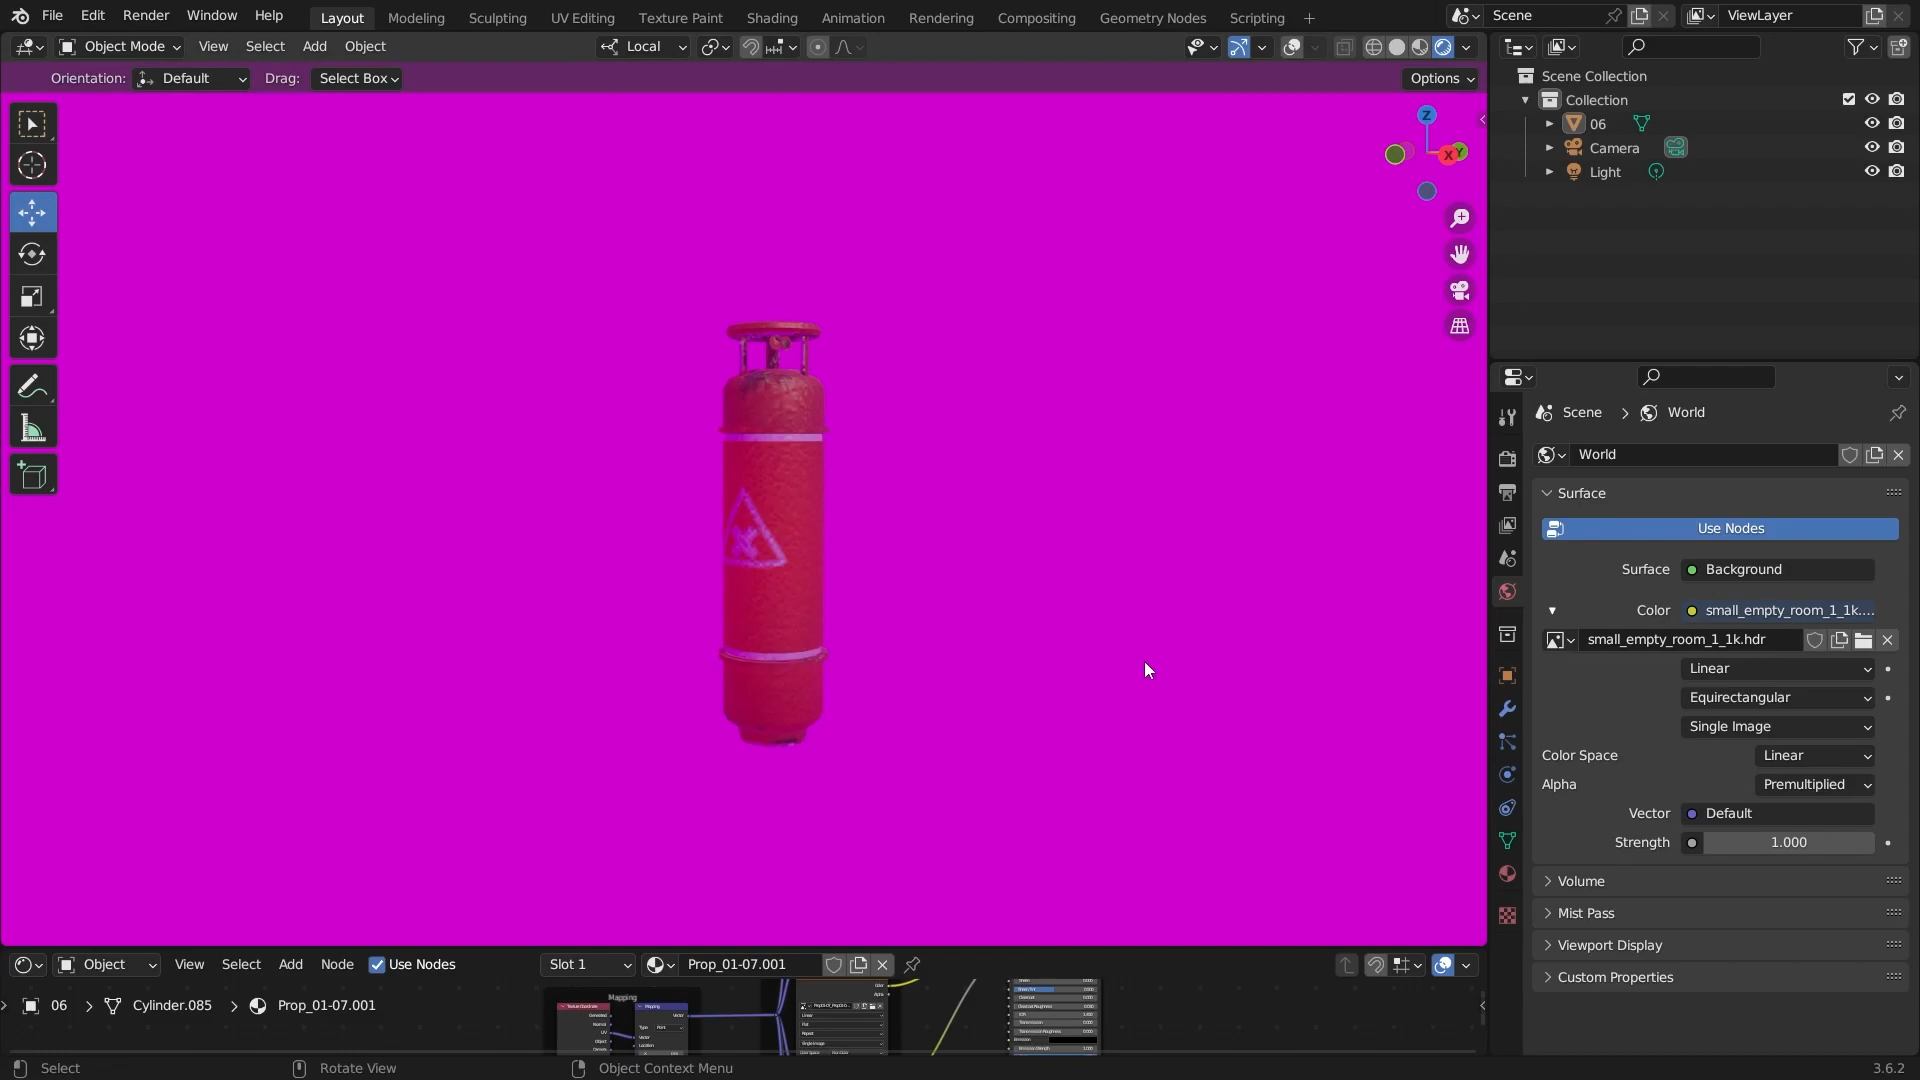 File Edit Render Window Help Layout Modeling Sculpting UV Editing Texture Paint Shading Animation Rendering Compositing Geometry Nodes Scripting + Scene ViewLayer
Object Mode View Select Add Object Local
Orientation: Default Drag: Select Box Options
Scene Collection
Collection
06
Camera
Light
Z
X Y
Scene > World
World
Surface
Use Nodes
Surface Background
Color small_empty_room_1_1k....
small_empty_room_1_1k.hdr
Linear
Equirectangular
Single Image
Color Space Linear
Alpha Premultiplied
Vector Default
Strength 1.000
Volume
Mist Pass
Viewport Display
Custom Properties
Object View Select Add Node Use Nodes Slot 1 Prop_01-07.001
06 > Cylinder.085 > Prop_01-07.001
Mapping
Texture Coordinate Mapping
Select Rotate View Object Context Menu 3.6.2